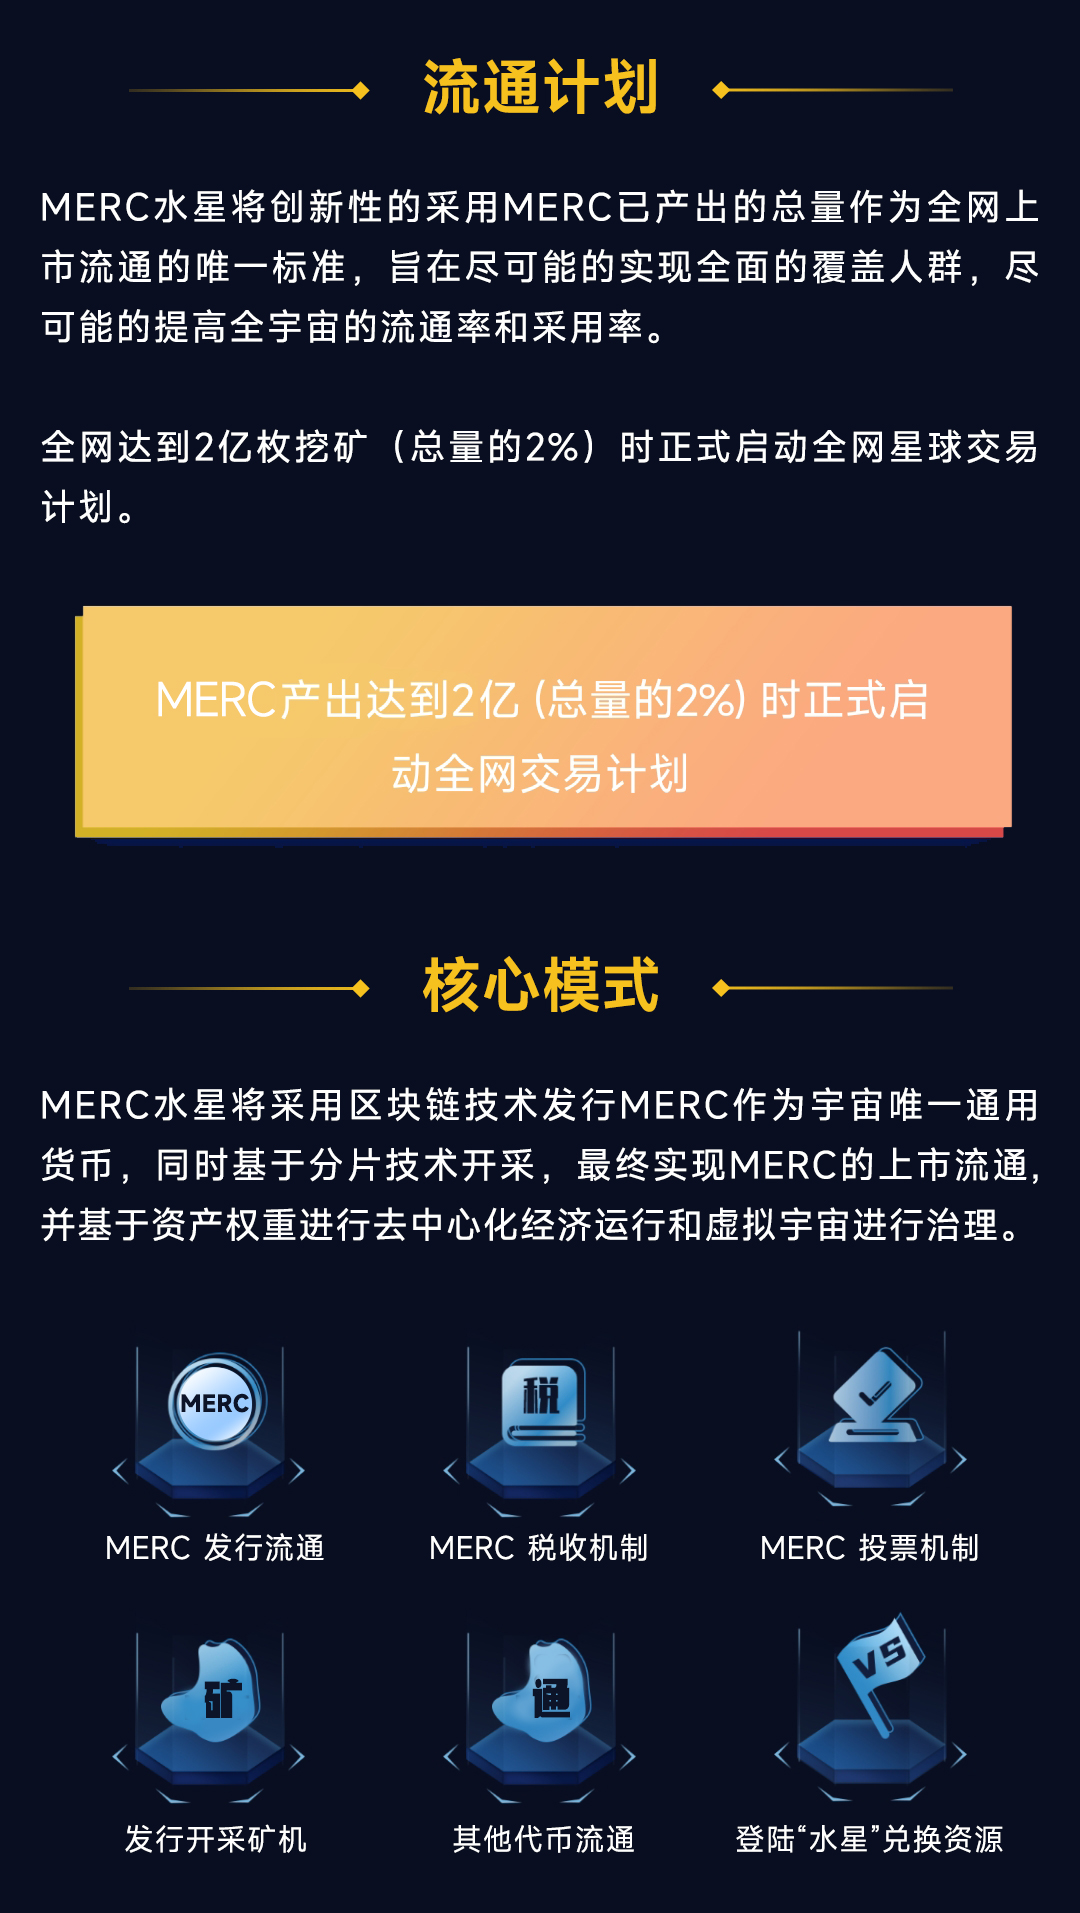 流通计划
MERC水星将创新性的采用MERC已产出的总量作为全网上
市流通的唯一标准，旨在尽可能的实现全面的覆盖人群，尽
可能的提高全宇宙的流通率和采用率。
全网达到2亿枚挖矿（总量的2%）时正式启动全网星球交易
计划。
MERC产出达到2亿 (总量的2%) 时正式启
动全网交易计划
核心模式
MERC水星将采用区块链技术发行MERC作为宇宙唯一通用
货币，同时基于分片技术开采，最终实现MERC的上市流通，
并基于资产权重进行去中心化经济运行和虚拟宇宙进行治理。
MERC
税
MERC 发行流通
MERC 税收机制
MERC 投票机制
矿
通
VS
发行开采矿机
其他代币流通
登陆“水星”兑换资源